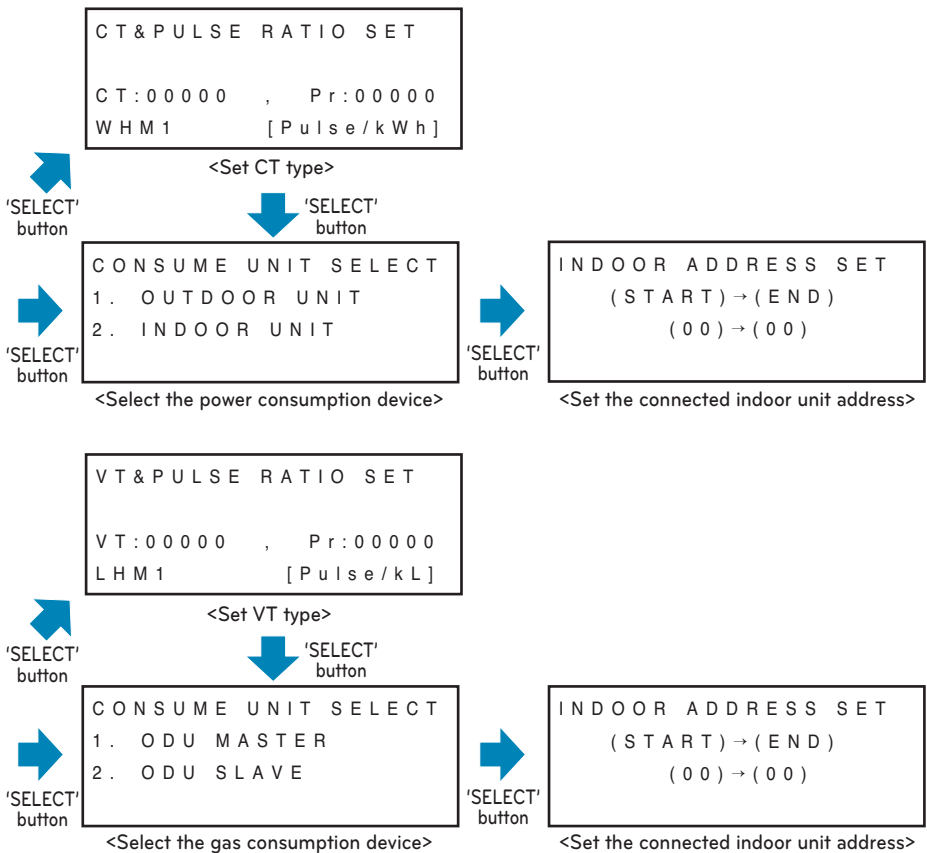 CT&PULSE RATIO SET
CT:00000 , Pr:00000
WHM1 [Pulse/kWh]
<Set CT type>
'SELECT'
button
'SELECT'
button
CONSUME UNIT SELECT
1. OUTDOOR UNIT
2. INDOOR UNIT
'SELECT'
button
<Select the power consumption device>
'SELECT'
button
INDOOR ADDRESS SET
(START)→(END)
(00)→(00)
<Set the connected indoor unit address>
VT&PULSE RATIO SET
VT:00000 , Pr:00000
LHM1 [Pulse/kL]
<Set VT type>
'SELECT'
button
'SELECT'
button
CONSUME UNIT SELECT
1. ODU MASTER
2. ODU SLAVE
'SELECT'
button
<Select the gas consumption device>
'SELECT'
button
INDOOR ADDRESS SET
(START)→(END)
(00)→(00)
<Set the connected indoor unit address>